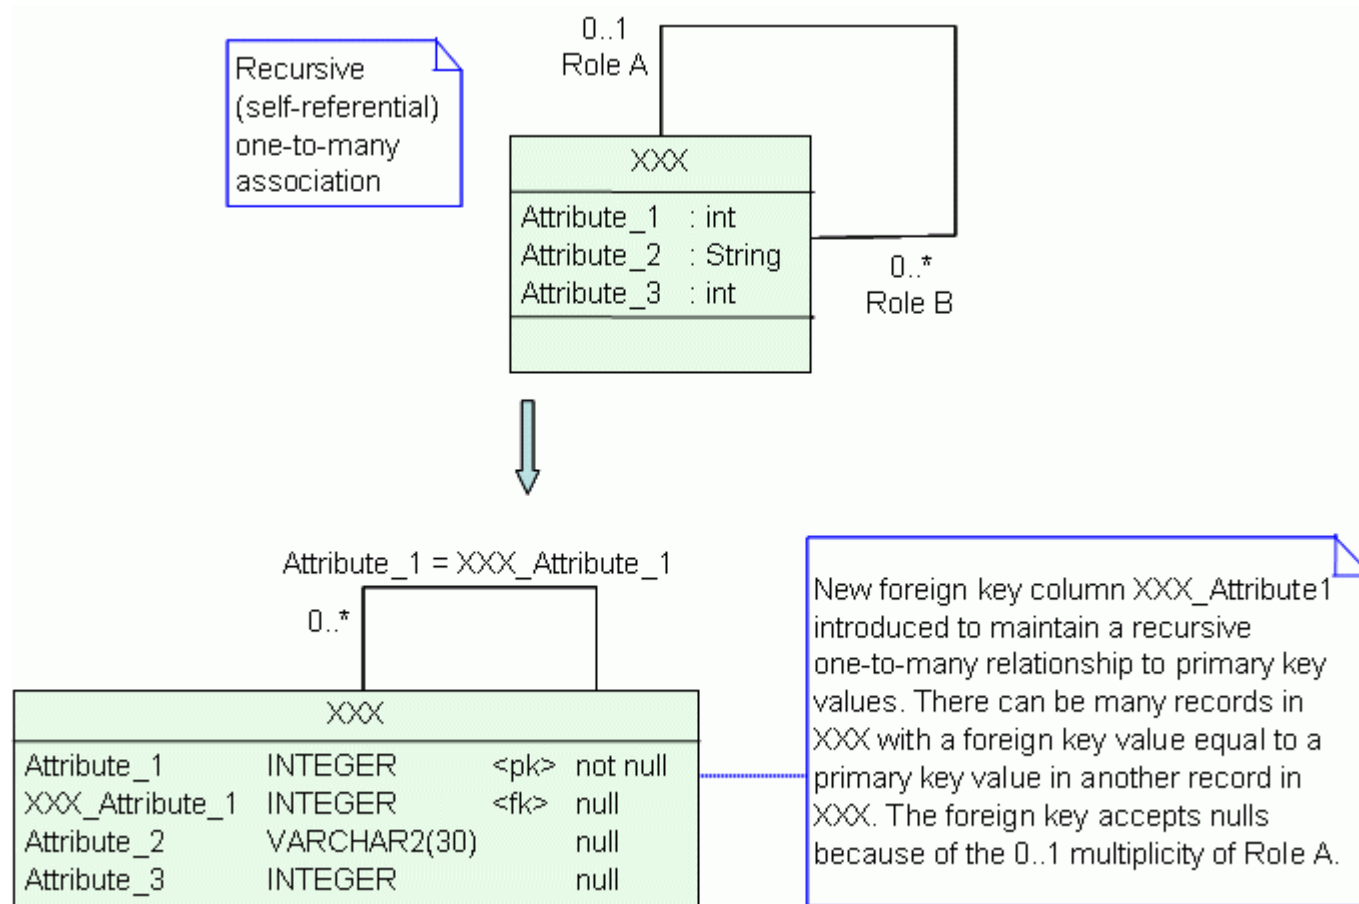 0..1
Role A
Recursive
(self-referential)
one-to-many
association
XXX
Attribute_1 : int
Attribute_2 : String
Attribute_3 : int
0..*
Role B
Attribute_1 = XXX_Attribute_1
0..*
XXX
Attribute_1 INTEGER <pk> not null
XXX_Attribute_1 INTEGER <fk> null
Attribute_2 VARCHAR2(30) null
Attribute_3 INTEGER null
New foreign key column XXX_Attribute1
introduced to maintain a recursive
one-to-many relationship to primary key
values. There can be many records in
XXX with a foreign key value equal to a
primary key value in another record in
XXX. The foreign key accepts nulls
because of the 0..1 multiplicity of Role A.